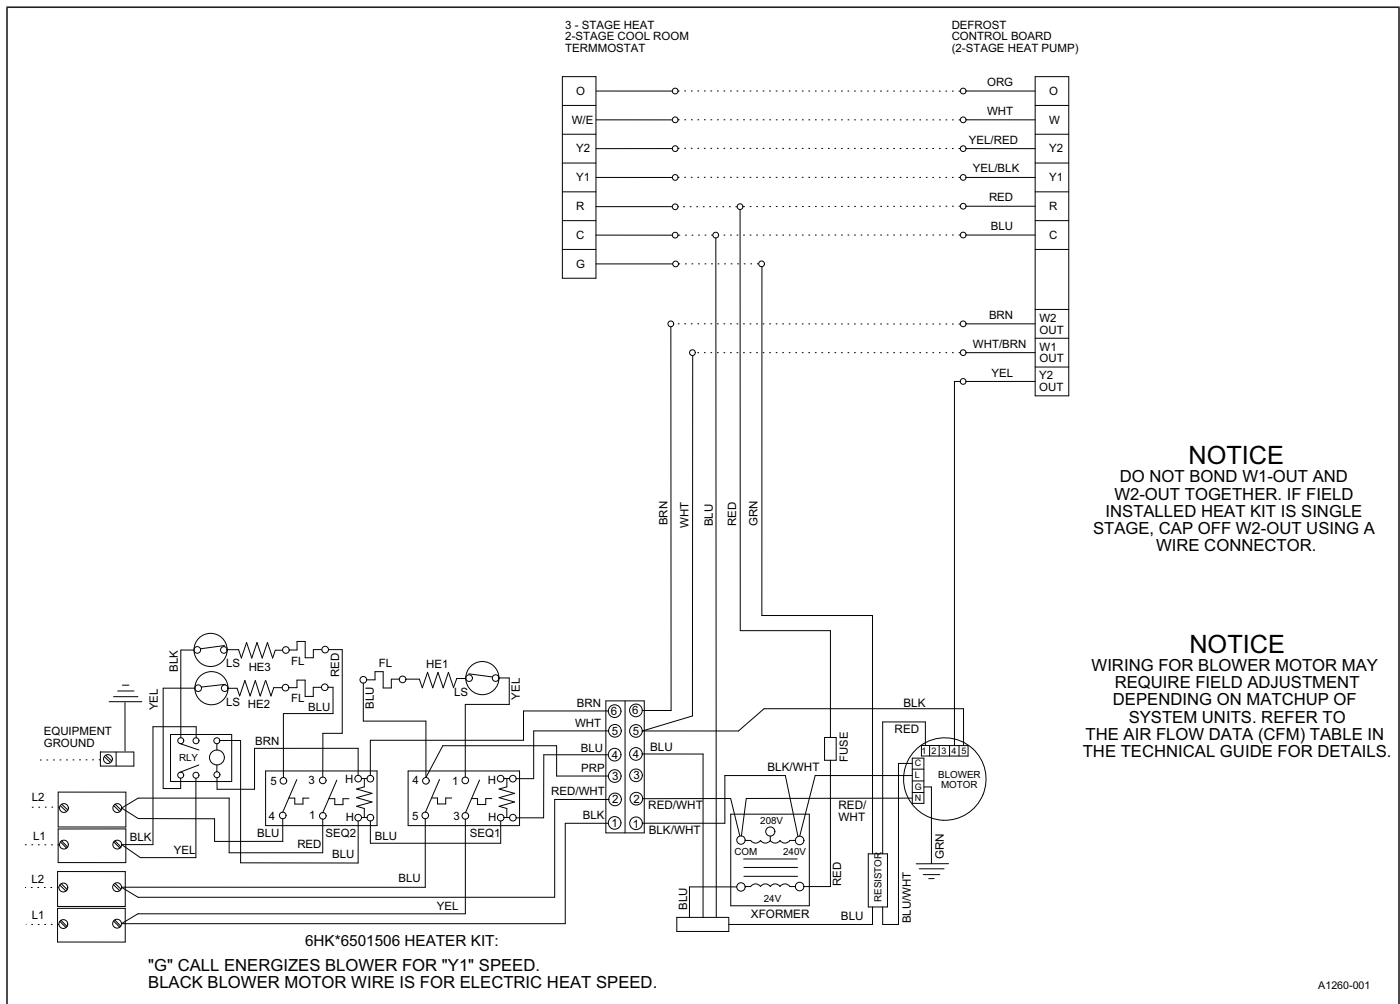 3 - STAGE HEAT
2-STAGE COOL ROOM
TERMMOSTAT
DEFROST
CONTROL BOARD
(2-STAGE HEAT PUMP)
O
ORG
O
W/E
WHT
W
Y2
YEL/RED
Y2
Y1
YEL/BLK
Y1
R
RED
R
C
BLU
C
G
BRN
W2
OUT
WHT/BRN
W1
OUT
YEL
Y2
OUT
NOTICE
DO NOT BOND W1-OUT AND
W2-OUT TOGETHER. IF FIELD
INSTALLED HEAT KIT IS SINGLE
STAGE, CAP OFF W2-OUT USING A
WIRE CONNECTOR.
BRN
WHT
BLU
RED
GRN
NOTICE
WIRING FOR BLOWER MOTOR MAY
REQUIRE FIELD ADJUSTMENT
DEPENDING ON MATCHUP OF
SYSTEM UNITS. REFER TO
THE AIR FLOW DATA (CFM) TABLE IN
THE TECHNICAL GUIDE FOR DETAILS.
BLK
LS
HE3
FL
RED
YEL
LS
HE2
FL
BLU
FL
HE1
LS
BLU
YEL
EQUIPMENT
GROUND
RLY
BRN
5
3
H
4
1
H
BLU
RED
SEQ2
BLU
BLU
4
1
H
5
3
H
SEQ1
BRN
6
6
WHT
5
5
BLU
4
4
BLU
PRP
3
3
RED/WHT
2
2
RED/WHT
BLK
1
1
BLK/WHT
L2
L1
BLK
YEL
L2
BLU
L1
YEL
BLK/WHT
208V
COM
240V
24V
XFORMER
BLU
FUSE
RED
RED/
WHT
BLU
RESISTOR
BLU/WHT
BLK
RED
1 2 3 4 5
C
L
G
N
BLOWER
MOTOR
GRN
6HK*6501506 HEATER KIT:
"G" CALL ENERGIZES BLOWER FOR "Y1" SPEED.
BLACK BLOWER MOTOR WIRE IS FOR ELECTRIC HEAT SPEED.
A1260-001